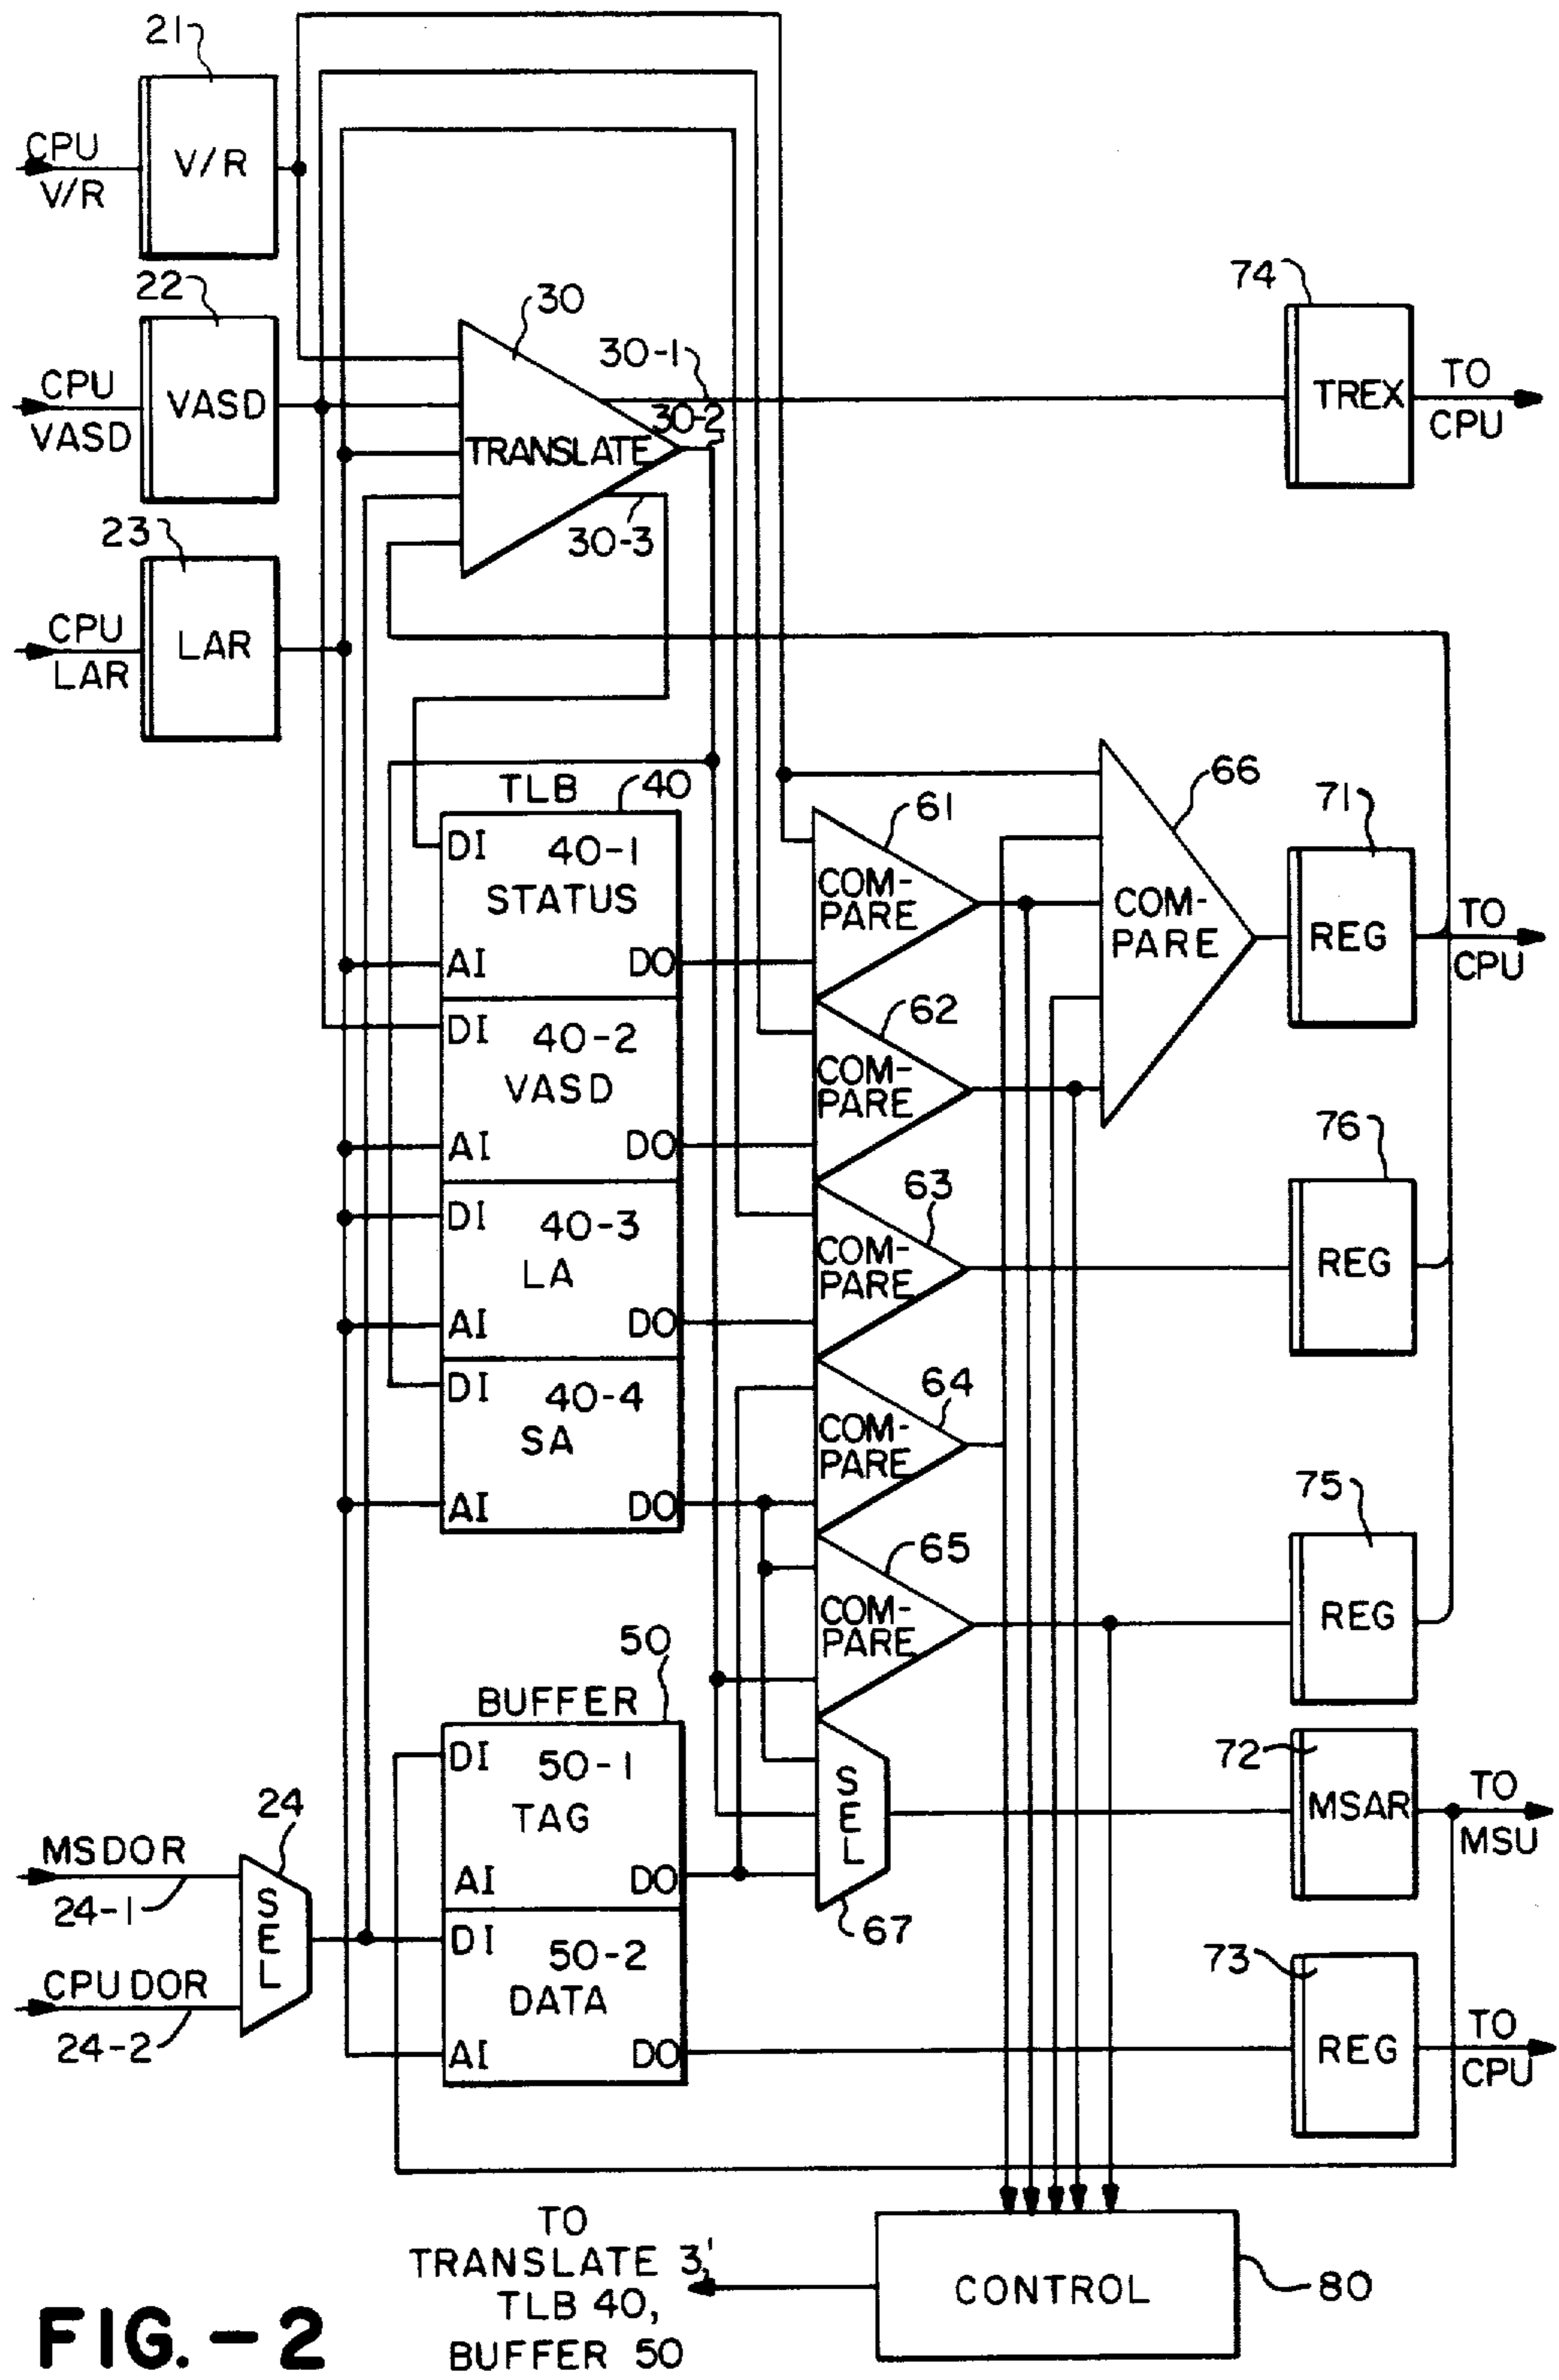 21
CPU
V/R
V/R
22
CPU
VASD
VASD
23
CPU
LAR
LAR
30
TRANSLATE
30-1
30-2
30-3
74
TREX
TO
CPU
TLB
40
DI
40-1
STATUS
AI
DO
DI
40-2
VASD
AI
DO
DI
40-3
LA
AI
DO
DI
40-4
SA
AI
DO
61
COM-
PARE
62
COM-
PARE
63
COM-
PARE
64
COM-
PARE
65
COM-
PARE
66
COM-
PARE
71
REG
TO
CPU
76
REG
75
REG
BUFFER
50
DI
50-1
TAG
AI
DO
DI
50-2
DATA
AI
DO
SEL
67
72
MSAR
TO
MSU
73
REG
TO
CPU
MSDOR
24-1
24
SEL
CPUDOR
24-2
TO
TRANSLATE 3,'
TLB 40,
BUFFER 50
CONTROL
80
FIG.-2